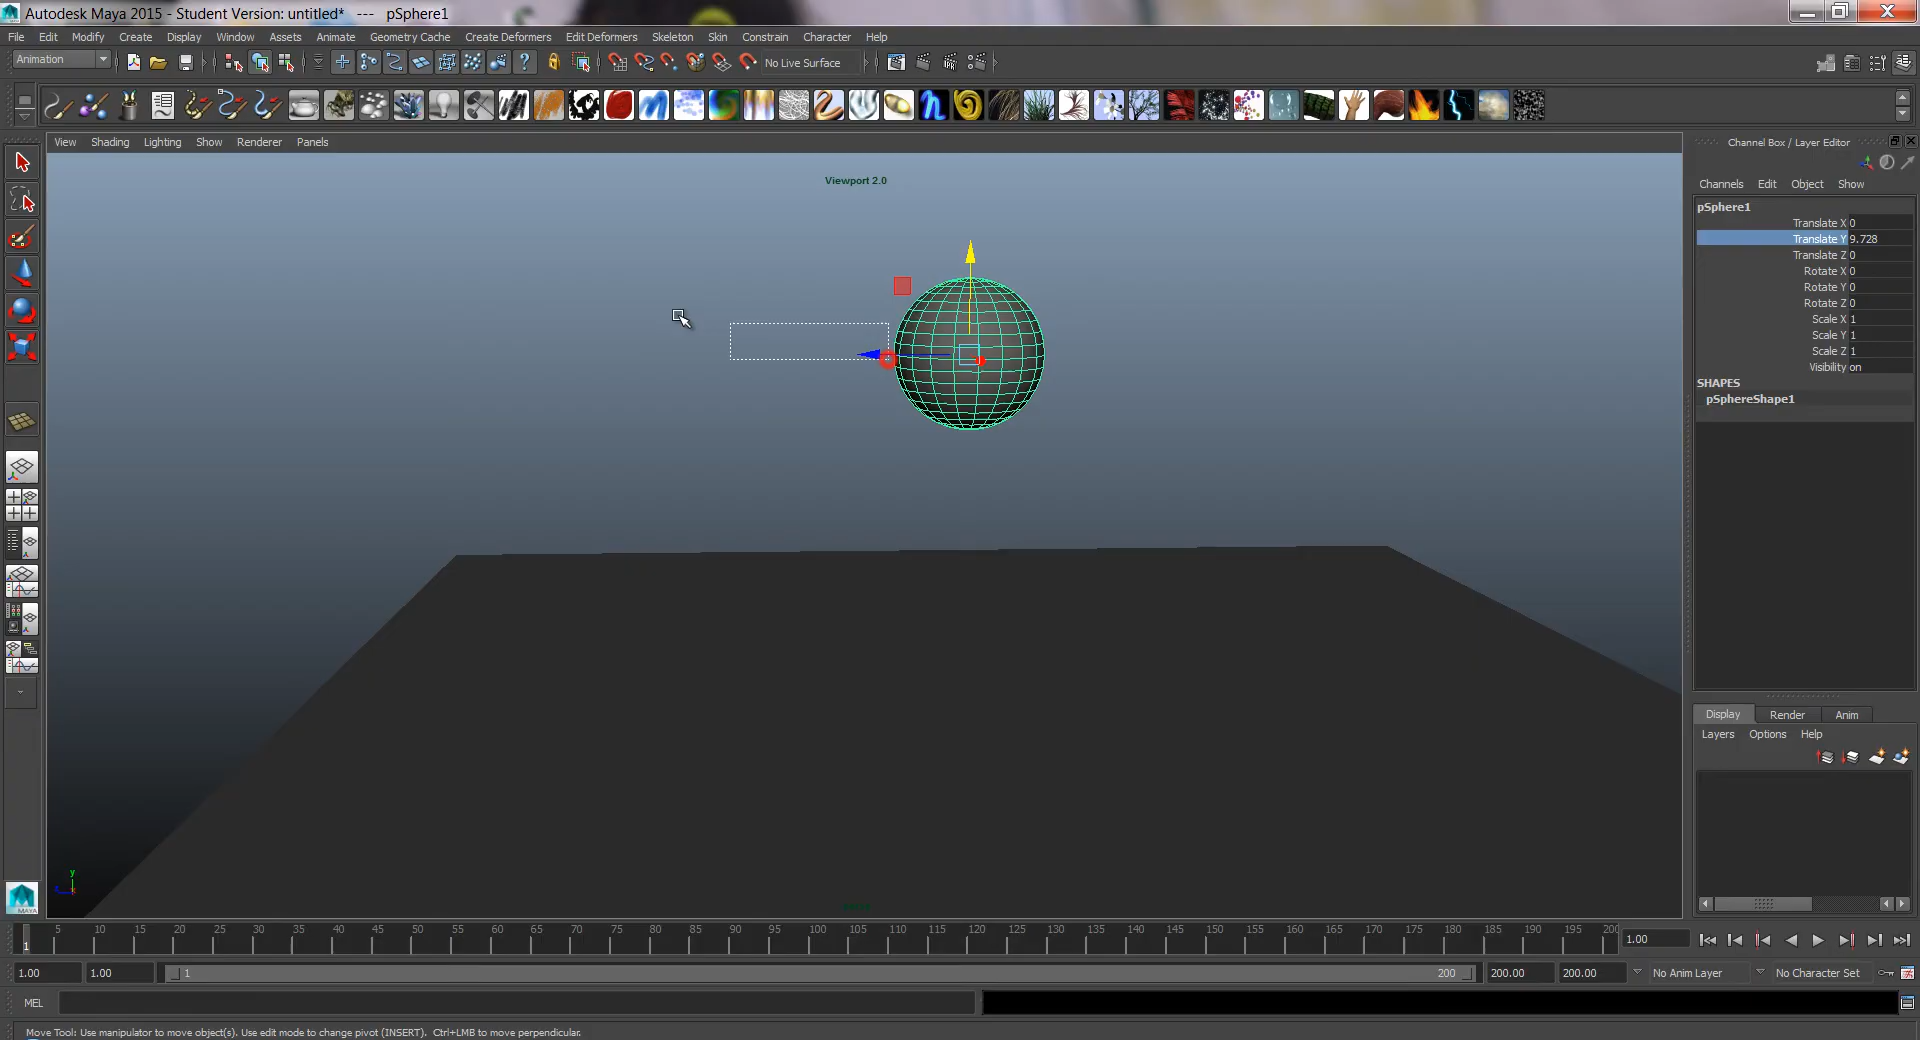 Autodesk Maya 2015 - Student Version: untitled*   ---   pSphere1
File Edit Modify Create Display Window Assets Animate Geometry Cache Create Deformers Edit Deformers Skeleton Skin Constrain Character Help
Animation
No Live Surface
View Shading Lighting Show Renderer Panels
Channel Box / Layer Editor
Viewport 2.0
Channels Edit Object Show
pSphere1
Translate X 0
Translate Y 9.728
Translate Z 0
Rotate X 0
Rotate Y 0
Rotate Z 0
Scale X 1
Scale Y 1
Scale Z 1
Visibility on
SHAPES
pSphereShape1
Display Render Anim
Layers Options Help
y
MAYA
1 5 10 15 20 25 30 35 40 45 50 55 60 65 70 75 80 85 90 95 100 105 110 115 120 125 130 135 140 145 150 155 160 165 170 175 180 185 190 195 200
1.00
1.00 1.00 1 200 200.00 200.00 No Anim Layer No Character Set
MEL
Move Tool: Use manipulator to move object(s). Use edit mode to change pivot (INSERT).  Ctrl+LMB to move perpendicular.